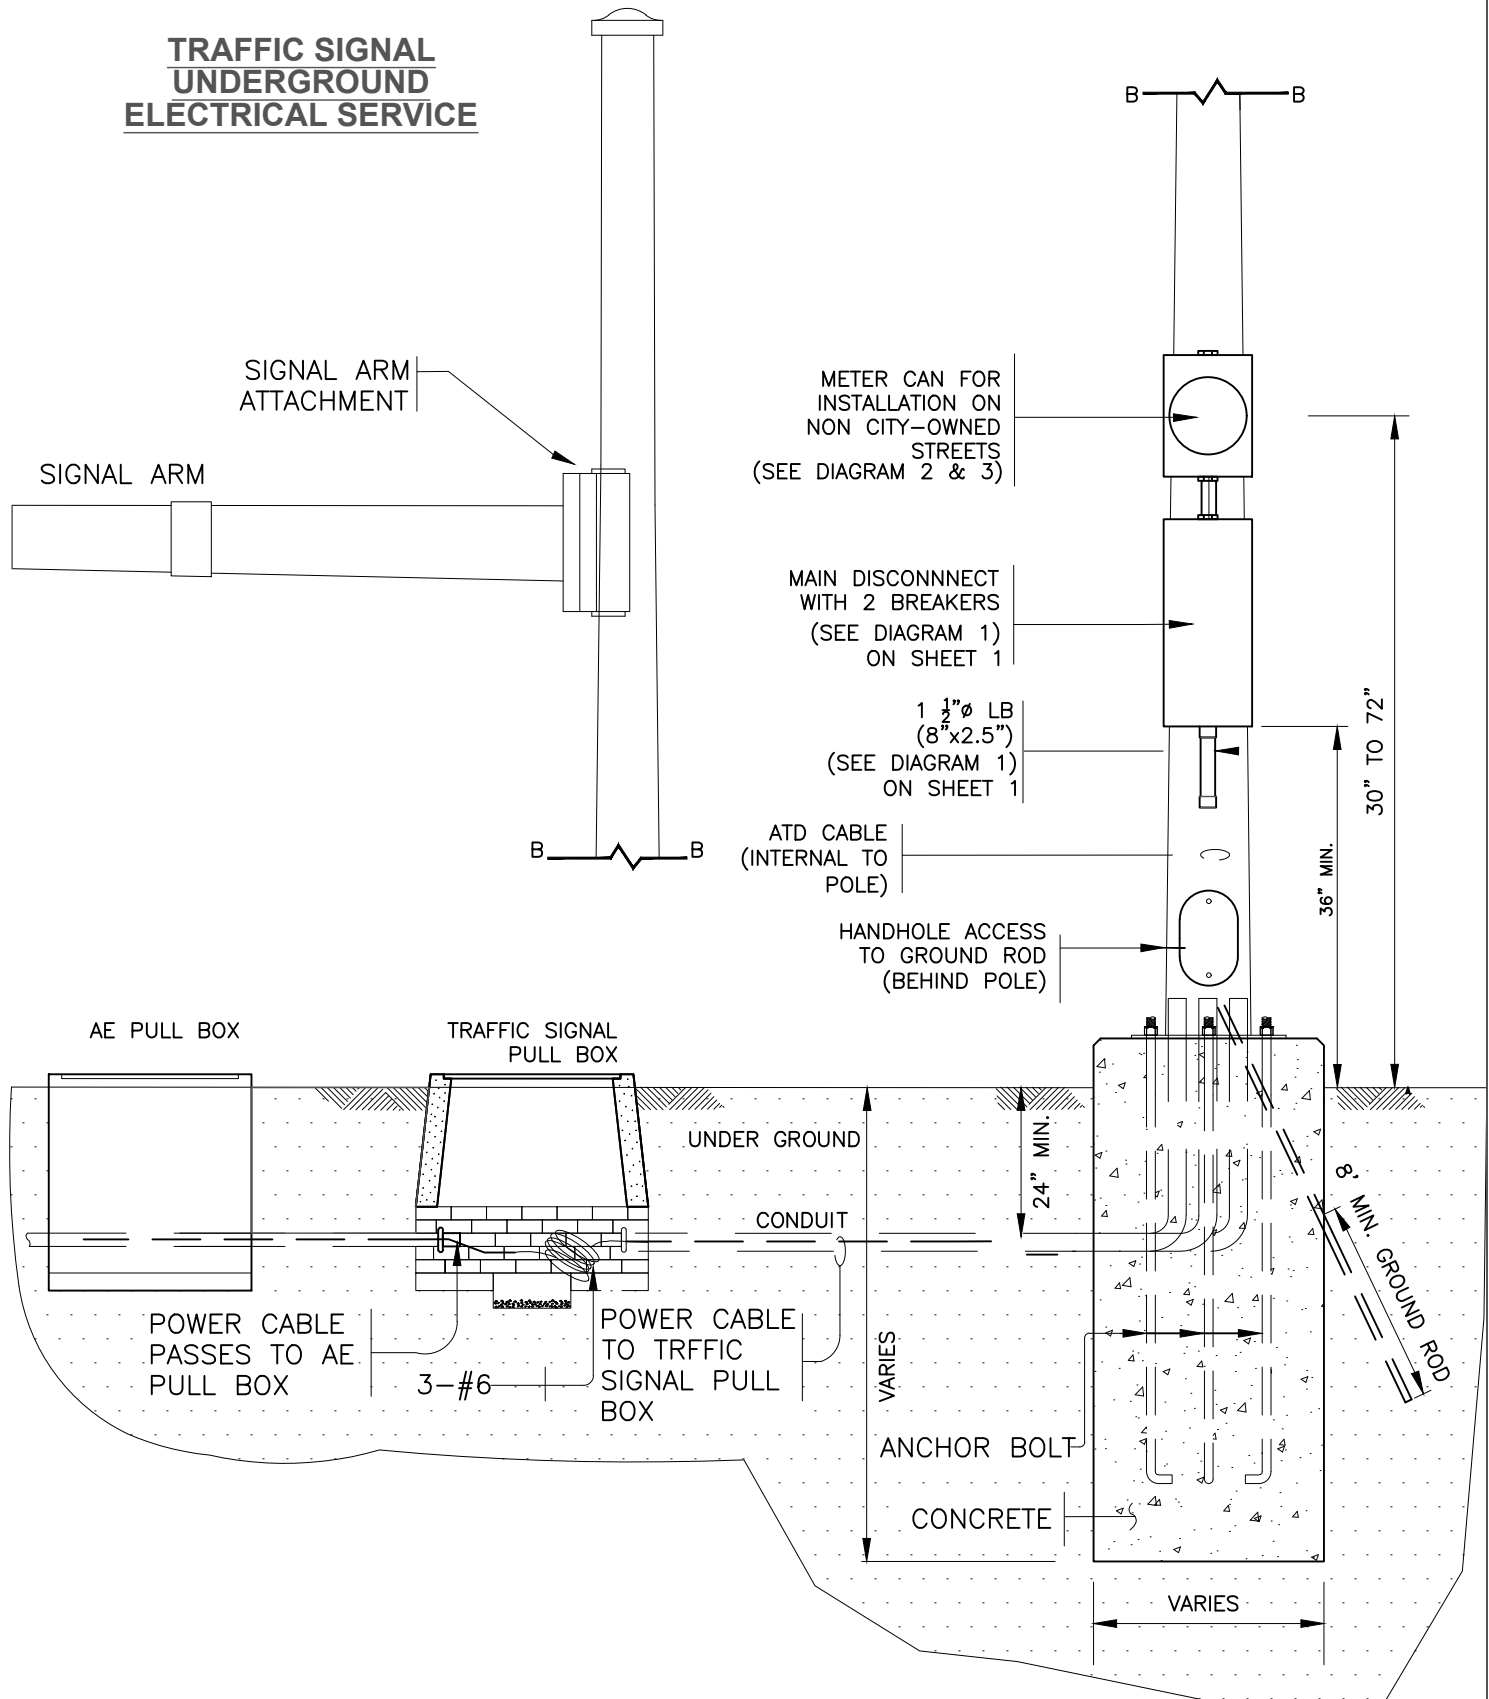 TRAFFIC SIGNAL
UNDERGROUND
ELECTRICAL SERVICE
B B
SIGNAL ARM
ATTACHMENT
SIGNAL ARM
METER CAN FOR
INSTALLATION ON
NON CITY-OWNED
STREETS
(SEE DIAGRAM 2 & 3)
MAIN DISCONNNECT
WITH 2 BREAKERS
(SEE DIAGRAM 1)
ON SHEET 1
1 1/2"ø LB
(8"x2.5")
(SEE DIAGRAM 1)
ON SHEET 1
30" TO 72"
36" MIN.
B B
ATD CABLE
(INTERNAL TO
POLE)
HANDHOLE ACCESS
TO GROUND ROD
(BEHIND POLE)
AE PULL BOX
TRAFFIC SIGNAL
PULL BOX
UNDER GROUND
24" MIN.
CONDUIT
8' MIN. GROUND ROD
POWER CABLE
PASSES TO AE
PULL BOX
3-#6
POWER CABLE
TO TRFFIC
SIGNAL PULL
BOX
VARIES
ANCHOR BOLT
CONCRETE
VARIES